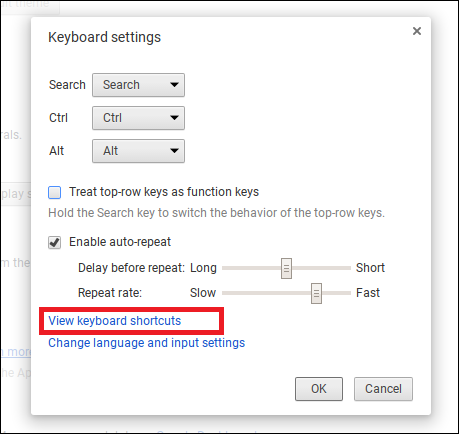 Keyboard settings
Search Search
Ctrl Ctrl
Alt Alt
Treat top-row keys as function keys
Hold the Search key to switch the behavior of the top-row keys.
Enable auto-repeat
Delay before repeat: Long Short
Repeat rate: Slow Fast
View keyboard shortcuts
Change language and input settings
OK Cancel